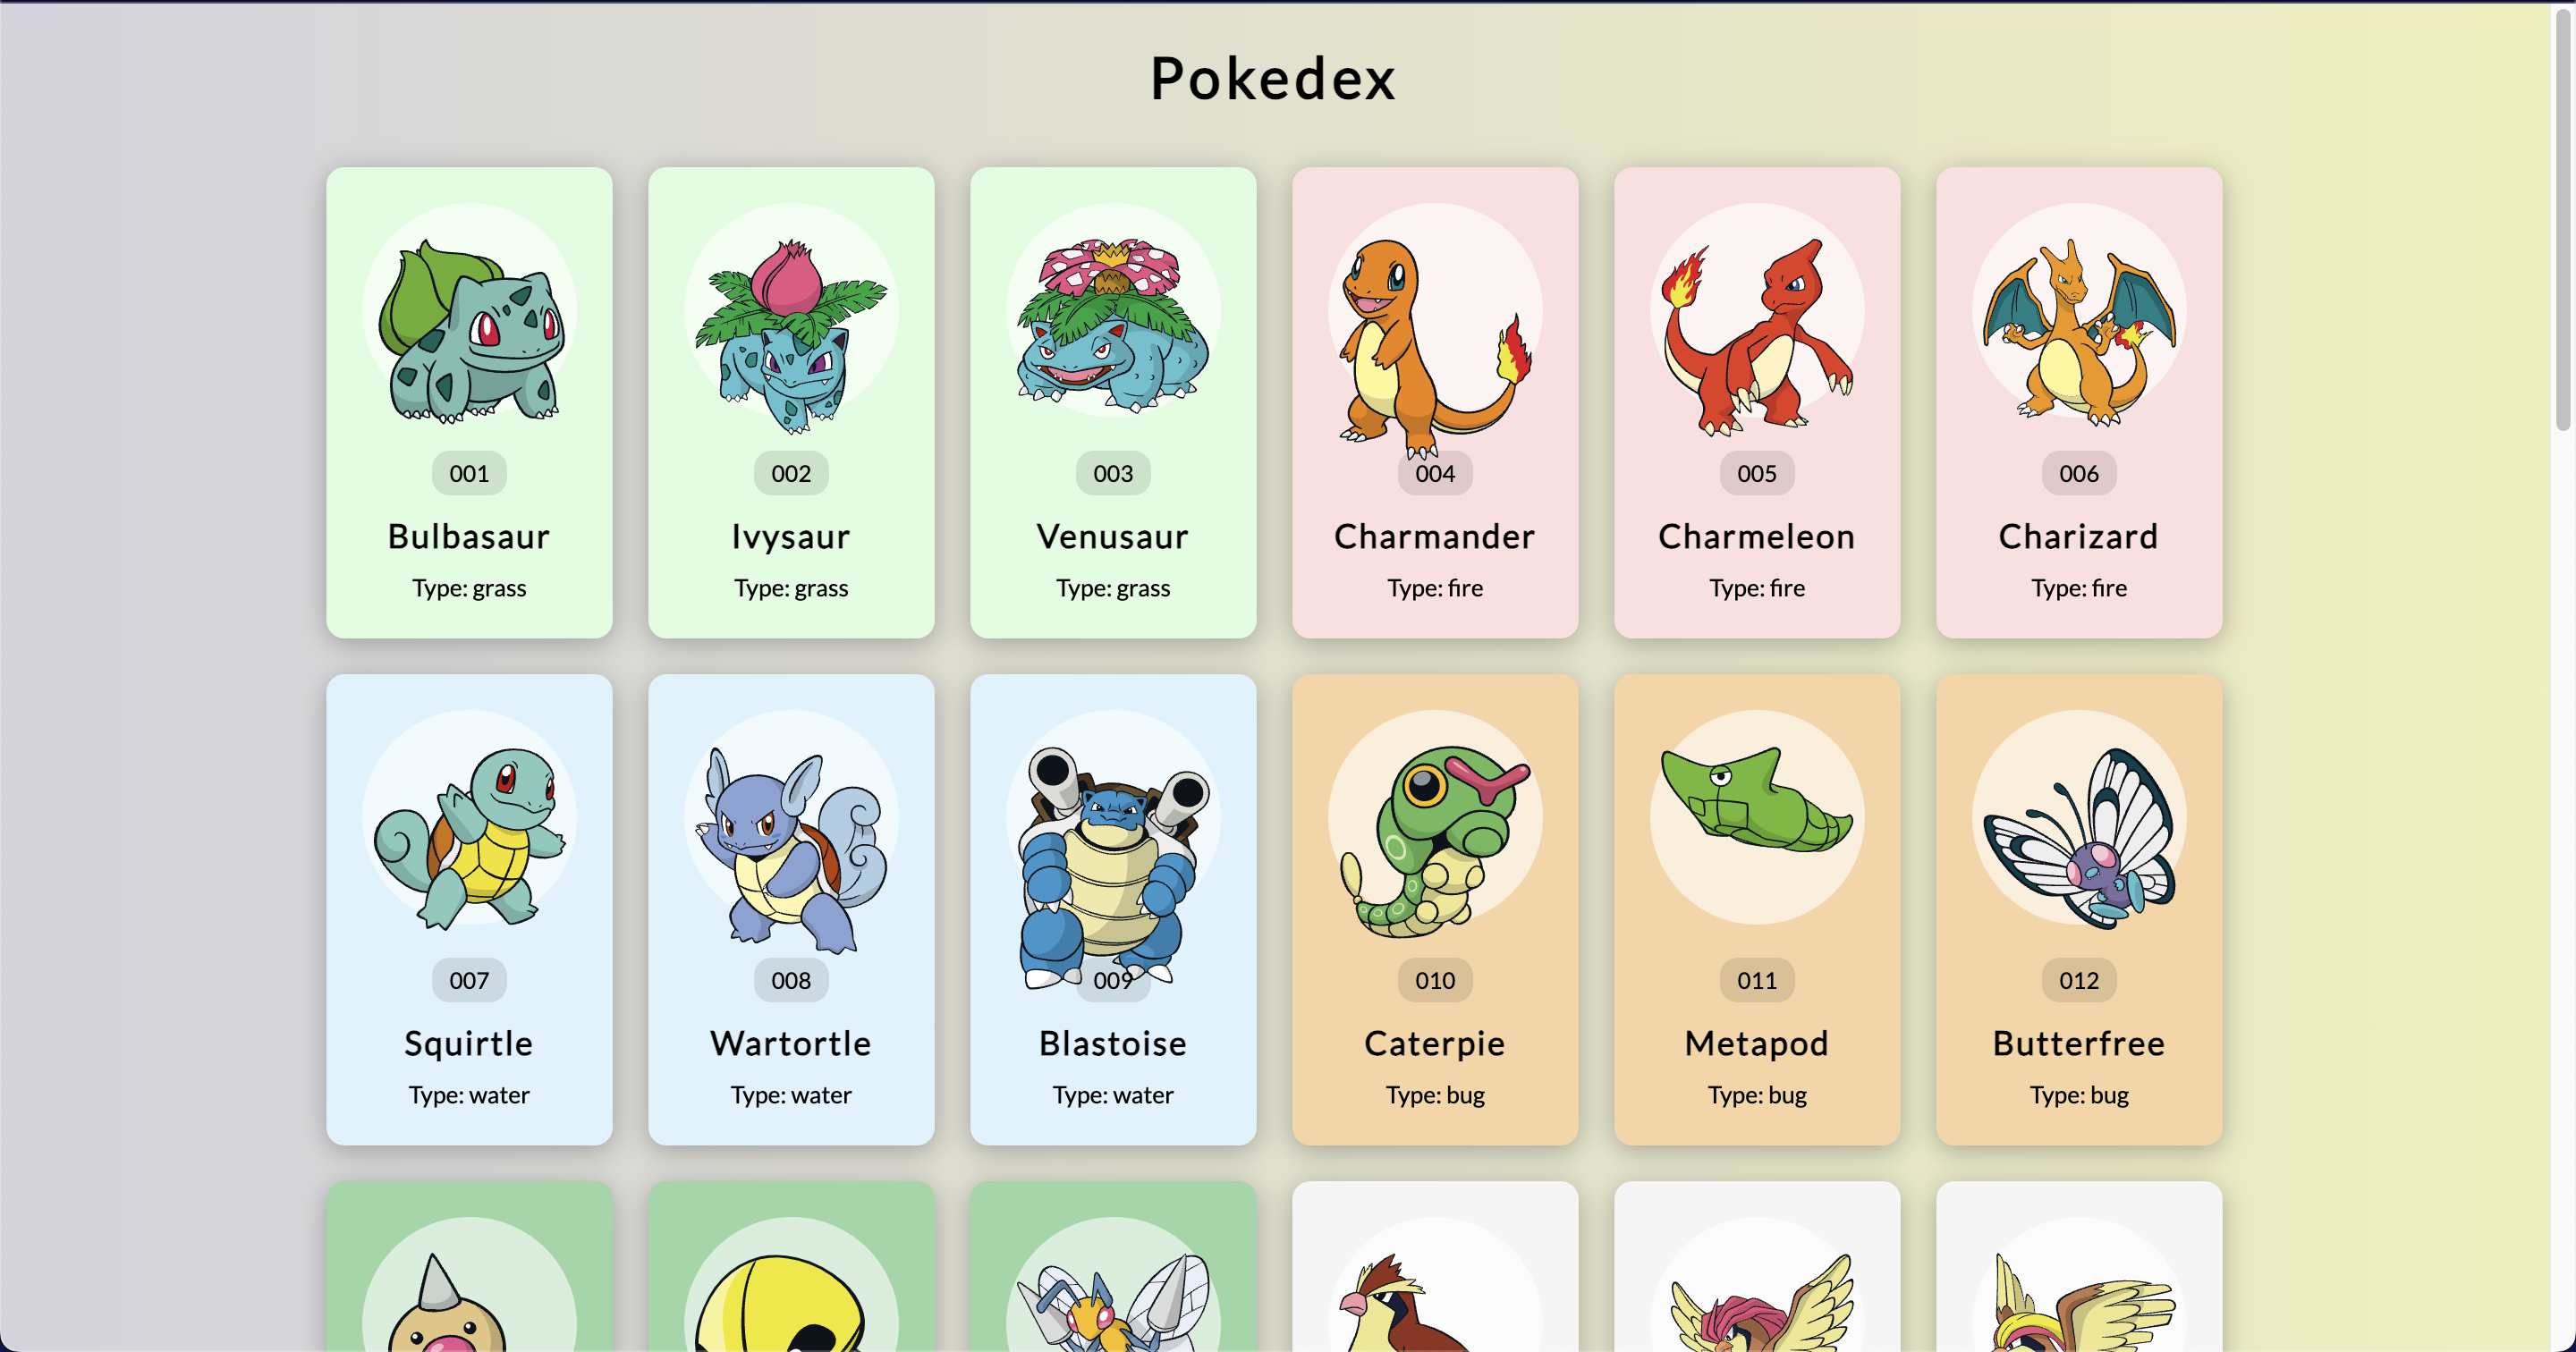 Pokedex
001
Bulbasaur
Type: grass
002
Ivysaur
Type: grass
003
Venusaur
Type: grass
004
Charmander
Type: fire
005
Charmeleon
Type: fire
006
Charizard
Type: fire
007
Squirtle
Type: water
008
Wartortle
Type: water
009
Blastoise
Type: water
010
Caterpie
Type: bug
011
Metapod
Type: bug
012
Butterfree
Type: bug